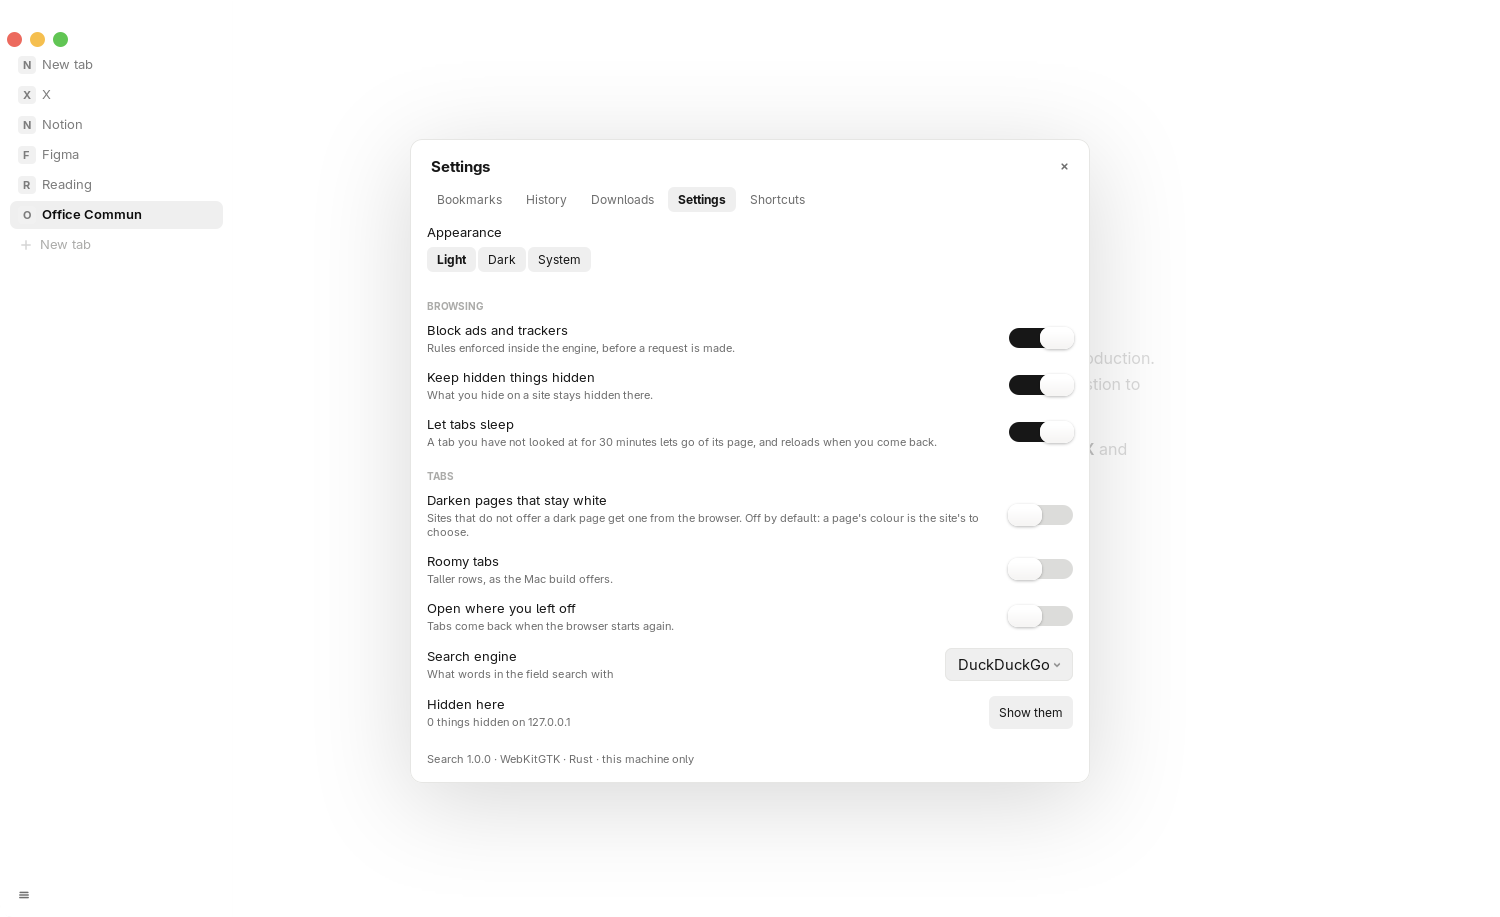 N New tab
X X
N Notion
F Figma
R Reading
O Office Commun
+ New tab
Settings
×
Bookmarks History Downloads Settings Shortcuts
Appearance
Light Dark System
BROWSING
Block ads and trackers
Rules enforced inside the engine, before a request is made.
Keep hidden things hidden
What you hide on a site stays hidden there.
Let tabs sleep
A tab you have not looked at for 30 minutes lets go of its page, and reloads when you come back.
TABS
Darken pages that stay white
Sites that do not offer a dark page get one from the browser. Off by default: a page's colour is the site's to
choose.
Roomy tabs
Taller rows, as the Mac build offers.
Open where you left off
Tabs come back when the browser starts again.
Search engine
What words in the field search with
DuckDuckGo
Hidden here
0 things hidden on 127.0.0.1
Show them
Search 1.0.0 · WebKitGTK · Rust · this machine only
to
and